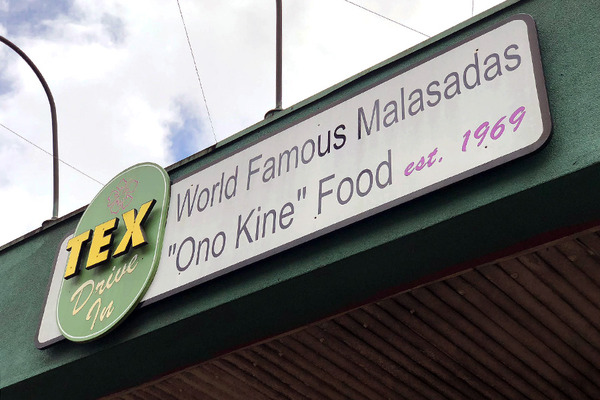 TEX
Drive
In
World Famous Malasadas
"Ono Kine" Food est. 1969